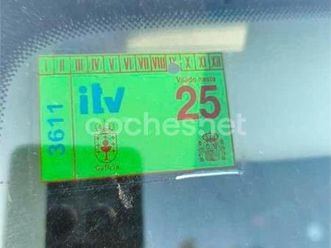 I II III IV V VI VII VIII IX X XI XII
3611
itv
Válido hasta
25
coches.net
Galicia